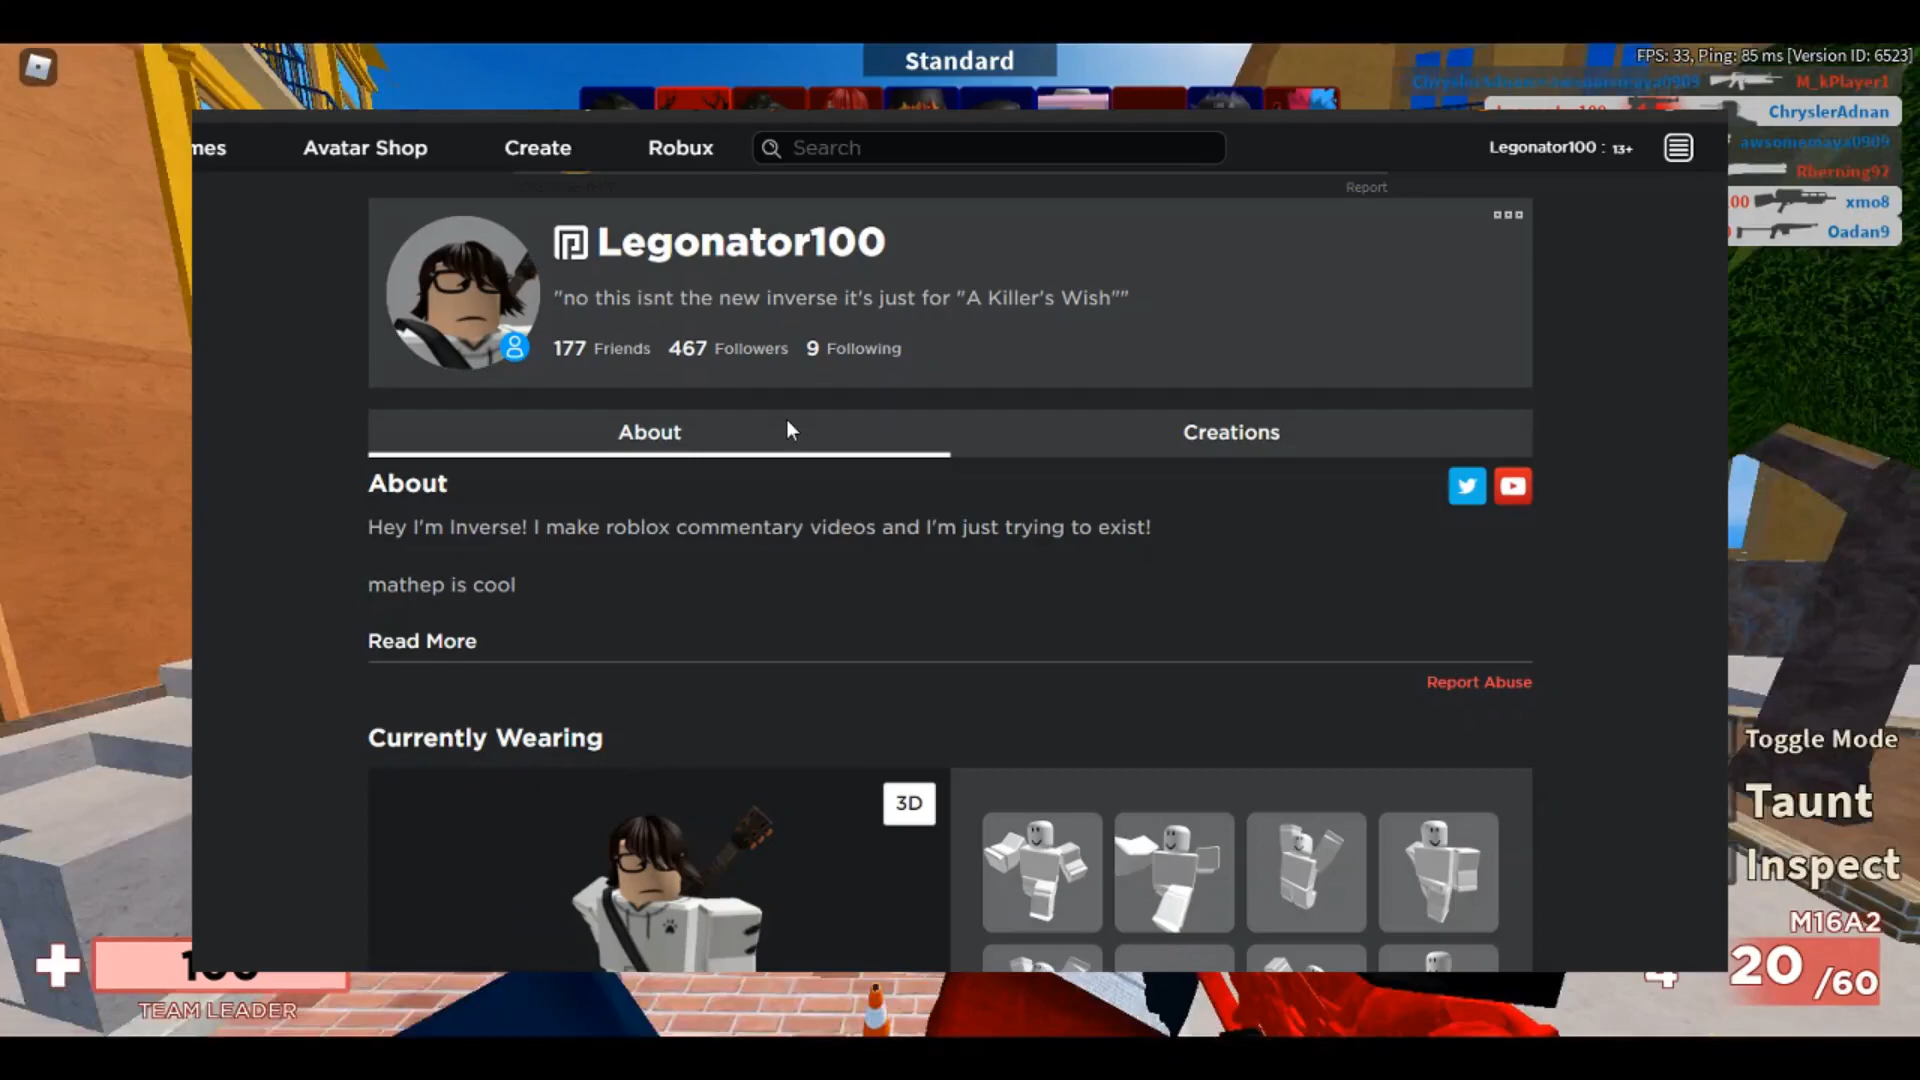 Standard
FPS: 33, Ping: 85 ms [Version ID: 6523]
M_kPlayer1
ChryslerAdnan
awsomemaya0909
Rberning92
00 xmo8
Oadan9
mes Avatar Shop Create Robux Search Legonator100 : 13+
Report
Legonator100
"no this isnt the new inverse it's just for "A Killer's Wish""
177 Friends 467 Followers 9 Following
About Creations
About
Hey I'm Inverse! I make roblox commentary videos and I'm just trying to exist!
mathep is cool
Read More
Report Abuse
Currently Wearing
3D
Toggle Mode
Taunt
Inspect
M16A2
20 /60
TEAM LEADER